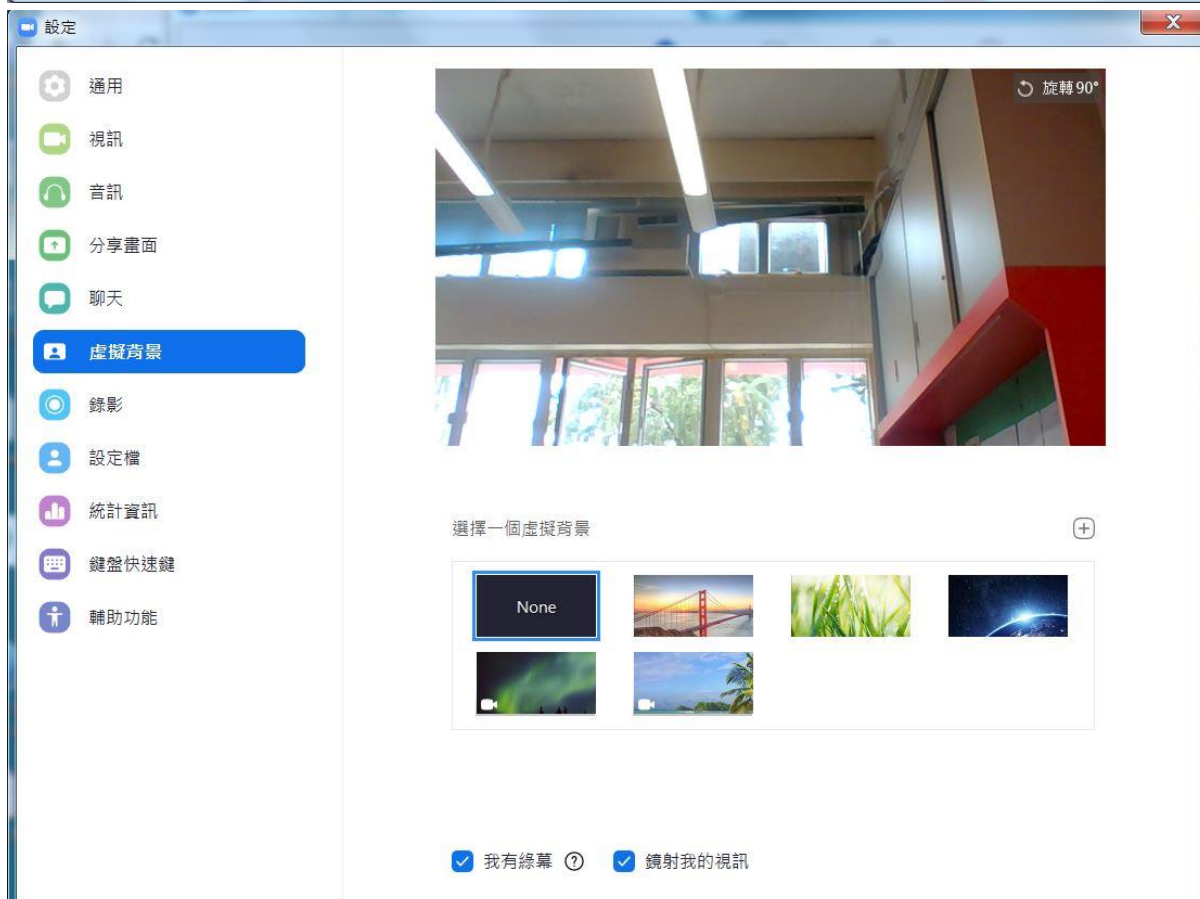 設定
通用
視訊
音訊
分享畫面
聊天
虛擬背景
錄影
設定檔
統計資訊
鍵盤快速鍵
輔助功能
旋轉90°
選擇一個虛擬背景
None
我有綠幕
鏡射我的視訊